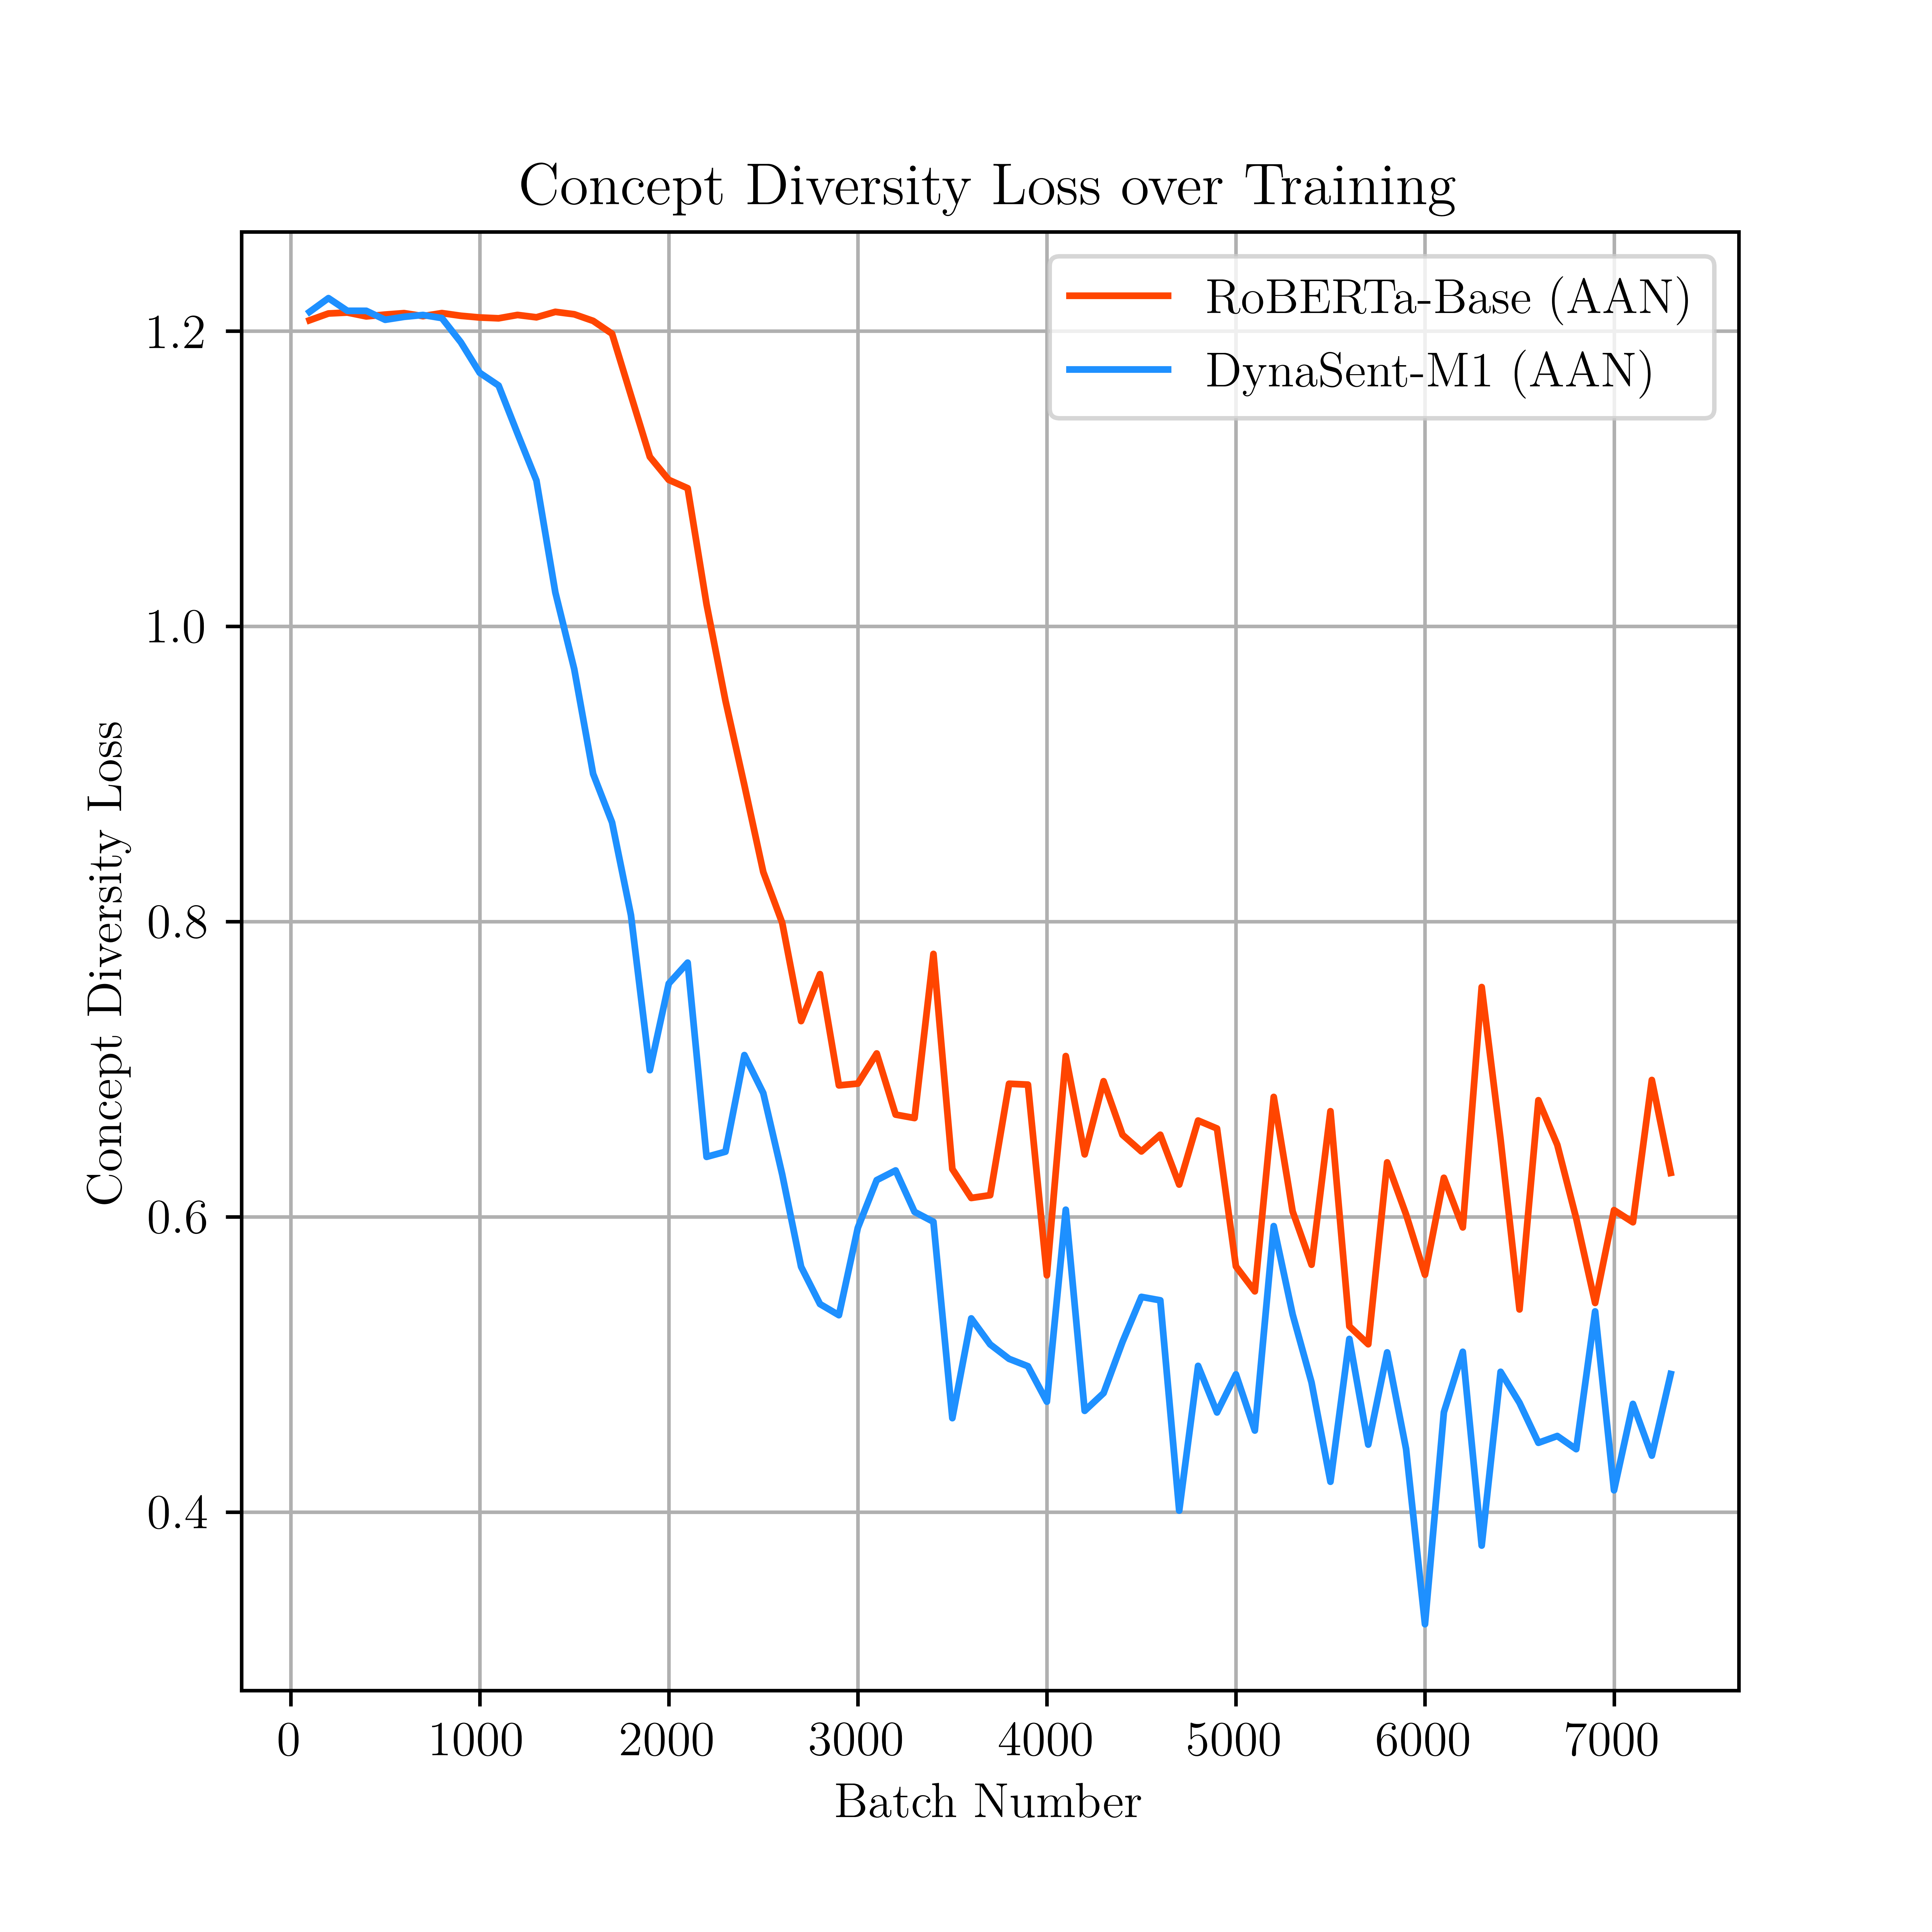 Concept Diversity Loss over Training
RoBERTa-Base (AAN)
DynaSent-M1 (AAN)
Concept Diversity Loss
1.2
1.0
0.8
0.6
0.4
0 1000 2000 3000 4000 5000 6000 7000
Batch Number